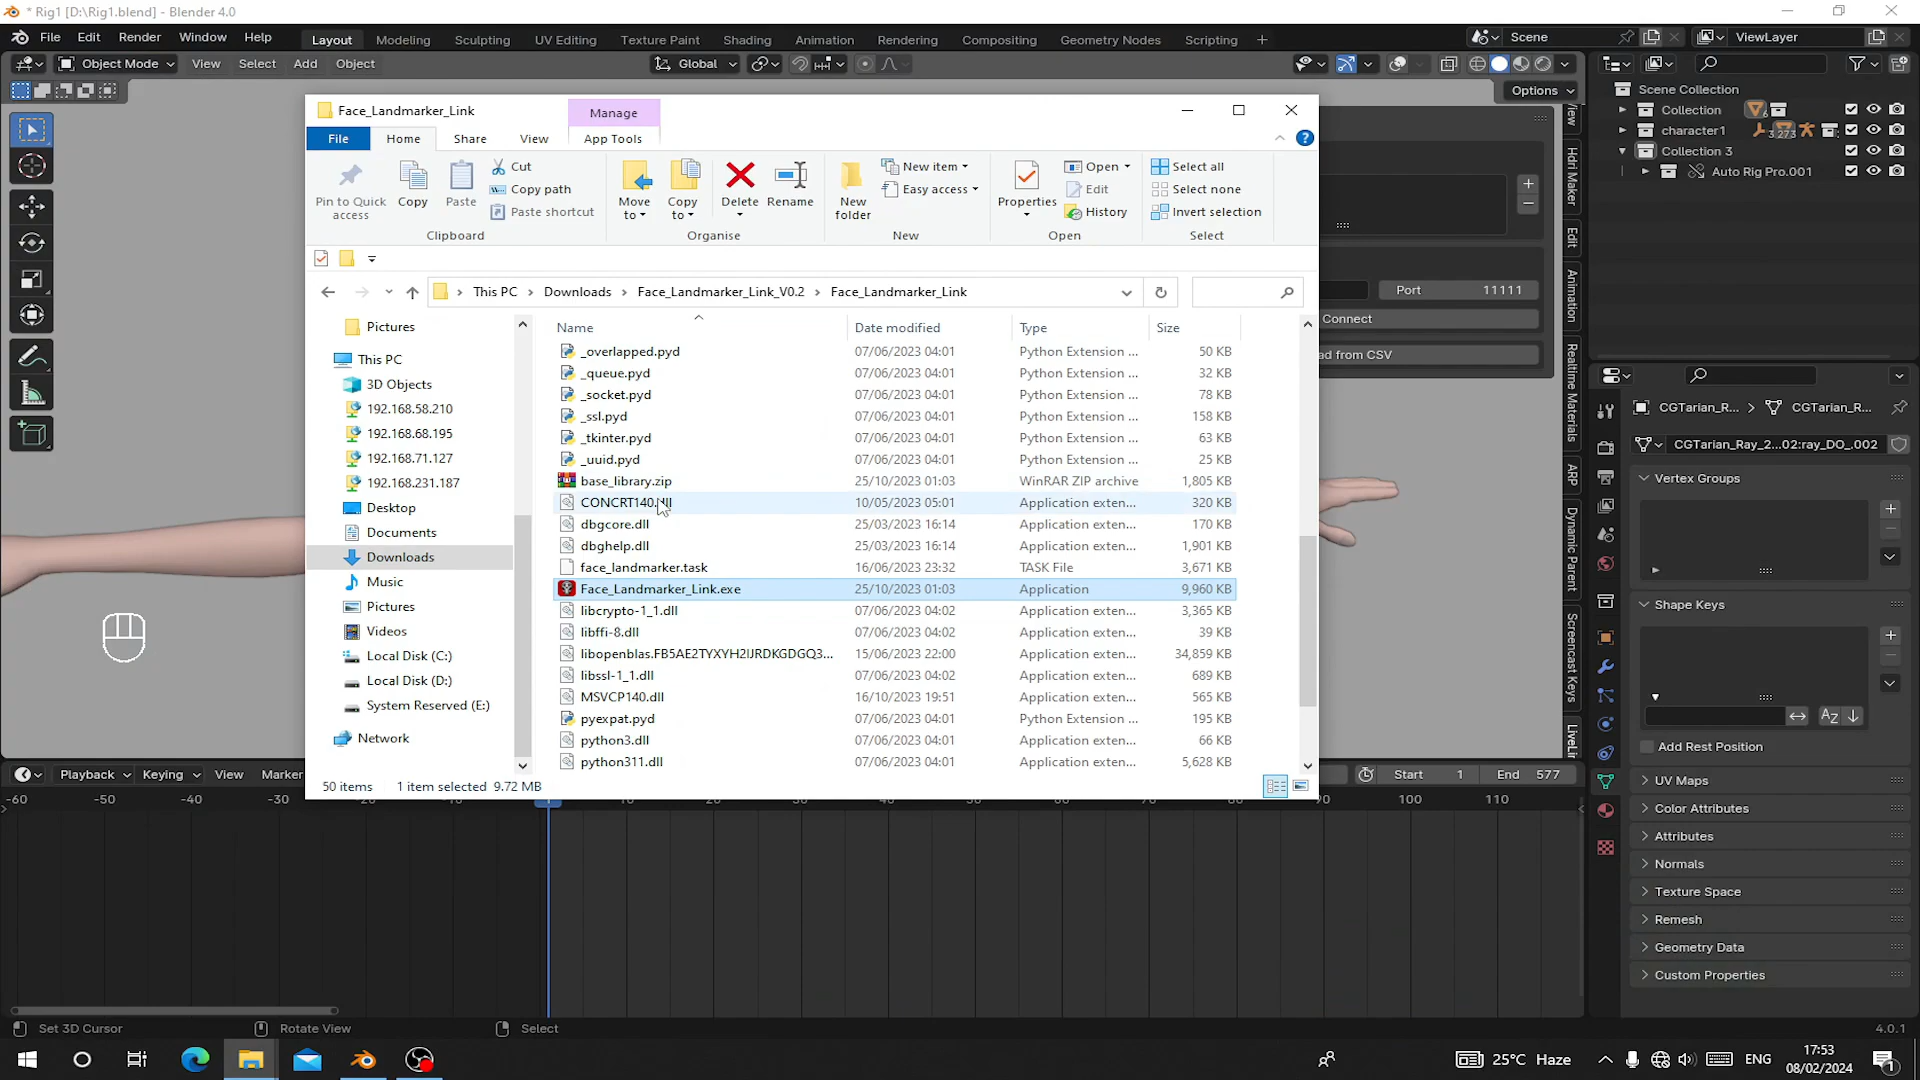 * Rig1 [D:\Rig1.blend] - Blender 4.0
File Edit Render Window Help
Layout Modeling Sculpting UV Editing Texture Paint Shading Animation Rendering Compositing Geometry Nodes Scripting +
Scene ViewLayer
Object Mode View Select Add Object Global
Options
Scene Collection
Collection 6
character1 3 273
Collection 3
Auto Rig Pro.001
Face_Landmarker_Link Manage
File Home Share View App Tools
Pin to Quick access
Copy
Paste
Cut
Copy path
Paste shortcut
Clipboard
Move to
Copy to
Delete
Rename
Organise
New folder
New item
Easy access
New
Properties
Open
Edit
History
Open
Select all
Select none
Invert selection
Select
This PC > Downloads > Face_Landmarker_Link_V0.2 > Face_Landmarker_Link
Pictures
This PC
3D Objects
192.168.58.210
192.168.68.195
192.168.71.127
192.168.231.187
Desktop
Documents
Downloads
Music
Pictures
Videos
Local Disk (C:)
Local Disk (D:)
System Reserved (E:)
Network
Name Date modified Type Size
_overlapped.pyd 07/06/2023 04:01 Python Extension ... 50 KB
_queue.pyd 07/06/2023 04:01 Python Extension ... 32 KB
_socket.pyd 07/06/2023 04:01 Python Extension ... 78 KB
_ssl.pyd 07/06/2023 04:01 Python Extension ... 158 KB
_tkinter.pyd 07/06/2023 04:01 Python Extension ... 63 KB
_uuid.pyd 07/06/2023 04:01 Python Extension ... 25 KB
base_library.zip 25/10/2023 01:03 WinRAR ZIP archive 1,805 KB
CONCRT140.dll 10/05/2023 05:01 Application exten... 320 KB
dbgcore.dll 25/03/2023 16:14 Application exten... 170 KB
dbghelp.dll 25/03/2023 16:14 Application exten... 1,901 KB
face_landmarker.task 16/06/2023 23:32 TASK File 3,671 KB
Face_Landmarker_Link.exe 25/10/2023 01:03 Application 9,960 KB
libcrypto-1_1.dll 07/06/2023 04:02 Application exten... 3,365 KB
libffi-8.dll 07/06/2023 04:02 Application exten... 39 KB
libopenblas.FB5AE2TYXYH2IJRDKGDGQ3... 15/06/2023 22:00 Application exten... 34,859 KB
libssl-1_1.dll 07/06/2023 04:02 Application exten... 689 KB
MSVCP140.dll 16/10/2023 19:51 Application exten... 565 KB
pyexpat.pyd 07/06/2023 04:01 Python Extension ... 195 KB
python3.dll 07/06/2023 04:01 Application exten... 66 KB
python311.dll 07/06/2023 04:01 Application exten... 5,628 KB
50 items 1 item selected 9.72 MB
Port 11111
Connect
ad from CSV
Hdri Maker
Edit
Animation
Realtime Materials
ARP
Dynamic Parent
Screencast Keys
LiveLin
CGTarian_R... > CGTarian_R...
CGTarian_Ray_2...02:ray_DO_.002
Vertex Groups
Shape Keys
Add Rest Position
UV Maps
Color Attributes
Attributes
Normals
Texture Space
Remesh
Geometry Data
Custom Properties
Playback Keying View Marker
Start 1 End 577
-60 -50 -40 -30 100 110
Set 3D Cursor Rotate View Select 4.0.1
25°C Haze ENG 17:53
08/02/2024
1